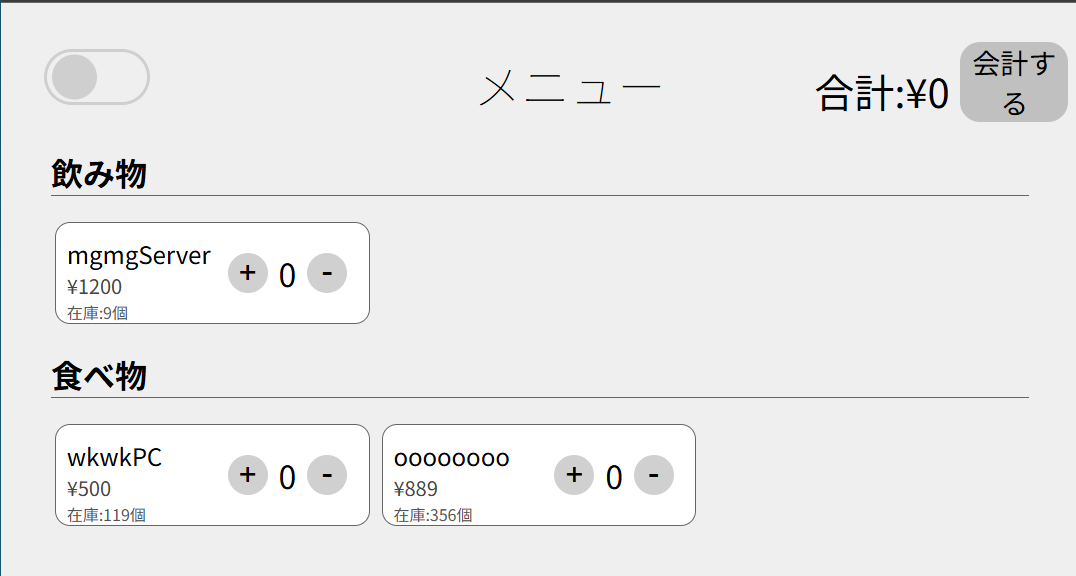 メニュー
合計:¥0
会計す
る
飲み物
mgmgServer
¥1200
在庫:9個
+ 0 -
食べ物
wkwkPC
¥500
在庫:119個
+ 0 -
oooooooo
¥889
在庫:356個
+ 0 -